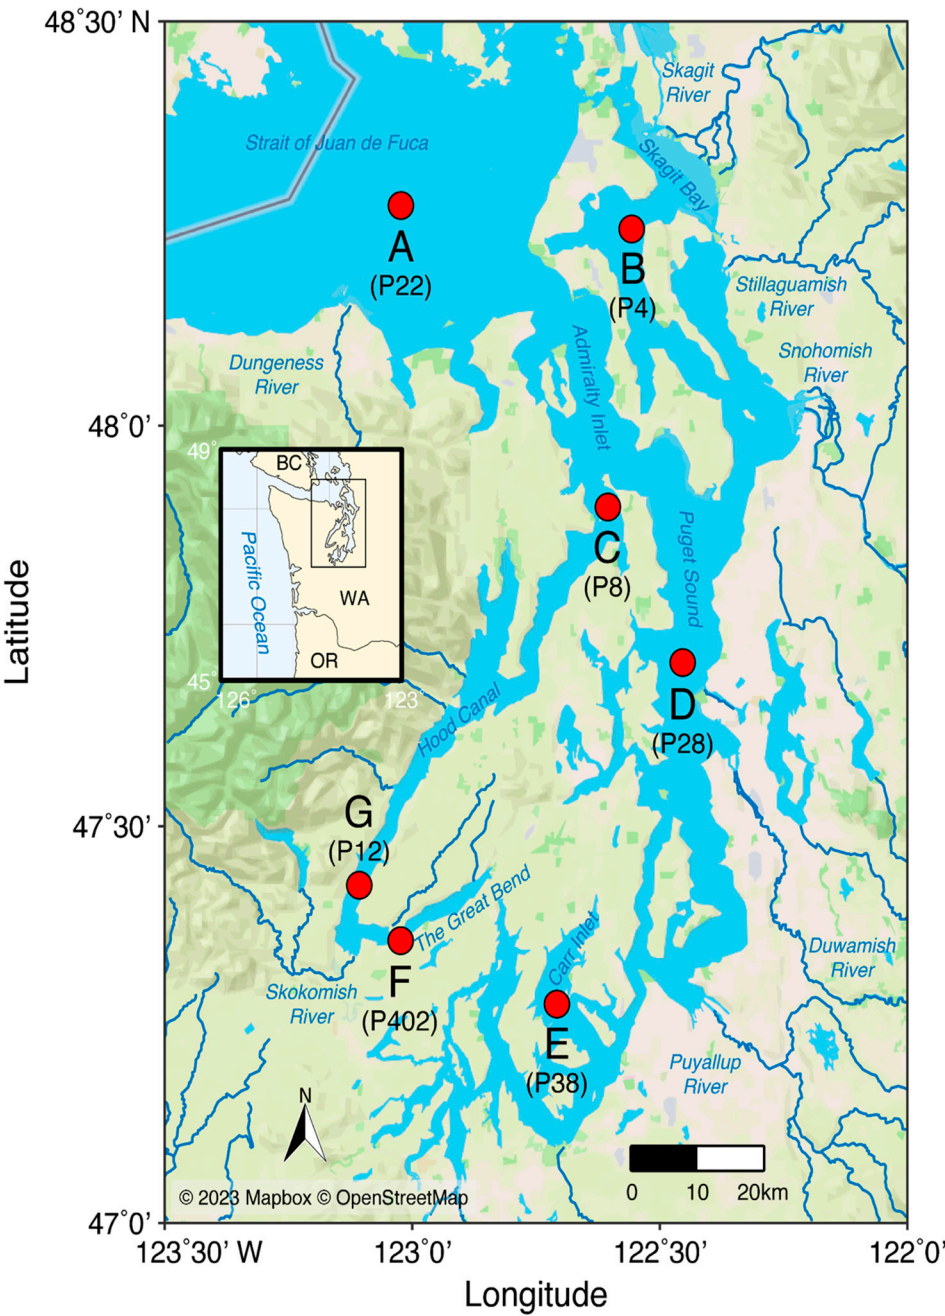 48°30' N
Skagit
River
Strait of Juan de Fuca
Skagit Bay
A
(P22)
B
(P4)
Stillaguamish
River
Dungeness
River
Admiralty Inlet
Snohomish
River
48°0'
49°
BC
Pacific Ocean
WA
OR
45°
126°
123°
C
(P8)
Puget Sound
Latitude
D
(P28)
Hood Canal
G
(P12)
47°30'
The Great Bend
F
(P402)
Skokomish
River
Carr Inlet
E
(P38)
Duwamish
River
Puyallup
River
N
0 10 20km
© 2023 Mapbox © OpenStreetMap
47°0'
123°30' W
123°0'
122°30'
122°0'
Longitude